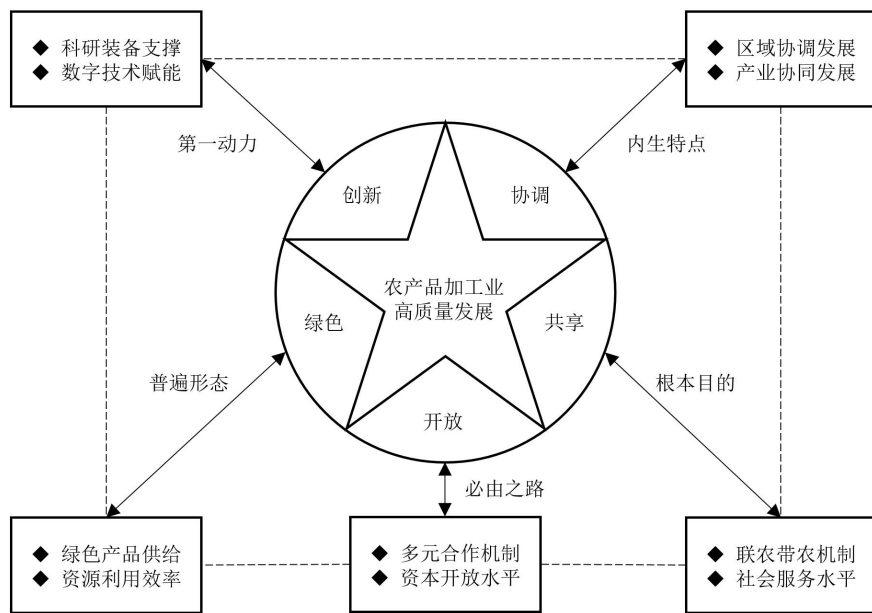 ◆ 科研装备支撑
◆ 数字技术赋能
◆ 区域协调发展
◆ 产业协同发展
第一动力
内生特点
创新
协调
农产品加工业
高质量发展
绿色
共享
普遍形态
根本目的
开放
必由之路
◆ 绿色产品供给
◆ 资源利用效率
◆ 多元合作机制
◆ 资本开放水平
◆ 联农带农机制
◆ 社会服务水平